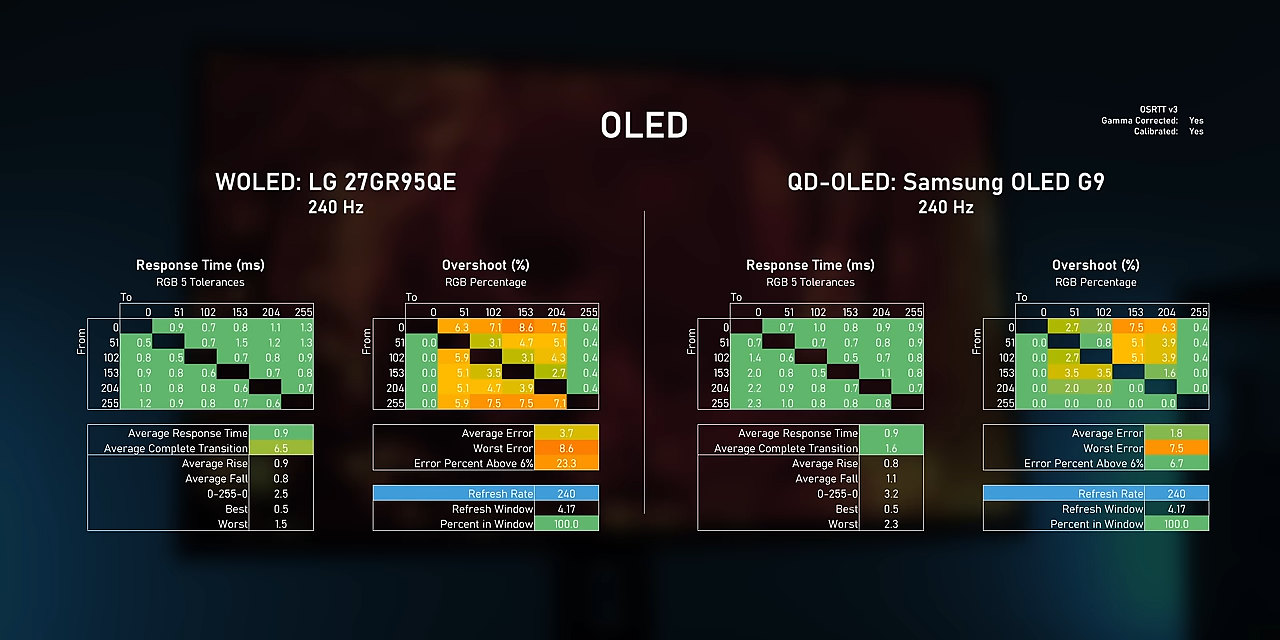 OLED
OSRTT v3
Gamma Corrected: Yes
Calibrated: Yes
WOLED: LG 27GR95QE
240 Hz
Response Time (ms)
RGB 5 Tolerances
To
0 51 102 153 204 255
From
0 0.9 0.7 0.8 1.1 1.3
51 0.5 0.7 1.5 1.2 1.3
102 0.8 0.5 0.7 0.8 0.9
153 0.9 0.8 0.6 0.7 0.8
204 1.0 0.8 0.8 0.6 0.7
255 1.2 0.9 0.8 0.7 0.6
Average Response Time 0.9
Average Complete Transition 6.5
Average Rise 0.9
Average Fall 0.8
0-255-0 2.5
Best 0.5
Worst 1.5
Overshoot (%)
RGB Percentage
To
0 51 102 153 204 255
From
0 6.3 7.1 8.6 7.5 0.4
51 0.0 3.1 4.7 5.1 0.4
102 0.0 5.9 3.1 4.3 0.4
153 0.0 5.1 3.5 2.7 0.4
204 0.0 5.1 4.7 3.9 0.4
255 0.0 5.9 7.5 7.5 7.1
Average Error 3.7
Worst Error 8.6
Error Percent Above 6% 23.3
Refresh Rate 240
Refresh Window 4.17
Percent in Window 100.0
QD-OLED: Samsung OLED G9
240 Hz
Response Time (ms)
RGB 5 Tolerances
To
0 51 102 153 204 255
From
0 0.7 1.0 0.8 0.9 0.9
51 0.7 0.7 0.7 0.7 0.8
102 1.4 0.6 0.5 0.7 0.8
153 2.0 0.8 0.5 1.1 0.8
204 2.2 0.9 0.8 0.7 0.7
255 2.3 1.0 0.8 0.8 0.8
Average Response Time 0.9
Average Complete Transition 1.6
Average Rise 0.8
Average Fall 1.1
0-255-0 3.2
Best 0.5
Worst 2.3
Overshoot (%)
RGB Percentage
To
0 51 102 153 204 255
From
0 2.7 2.0 7.5 6.3 0.4
51 0.0 0.8 5.1 3.9 0.4
102 0.0 2.7 5.1 3.9 0.4
153 0.0 3.5 3.5 1.6 0.0
204 0.0 2.0 2.0 0.0 0.0
255 0.0 0.0 0.0 0.0 0.0
Average Error 1.8
Worst Error 7.5
Error Percent Above 6% 6.7
Refresh Rate 240
Refresh Window 4.17
Percent in Window 100.0